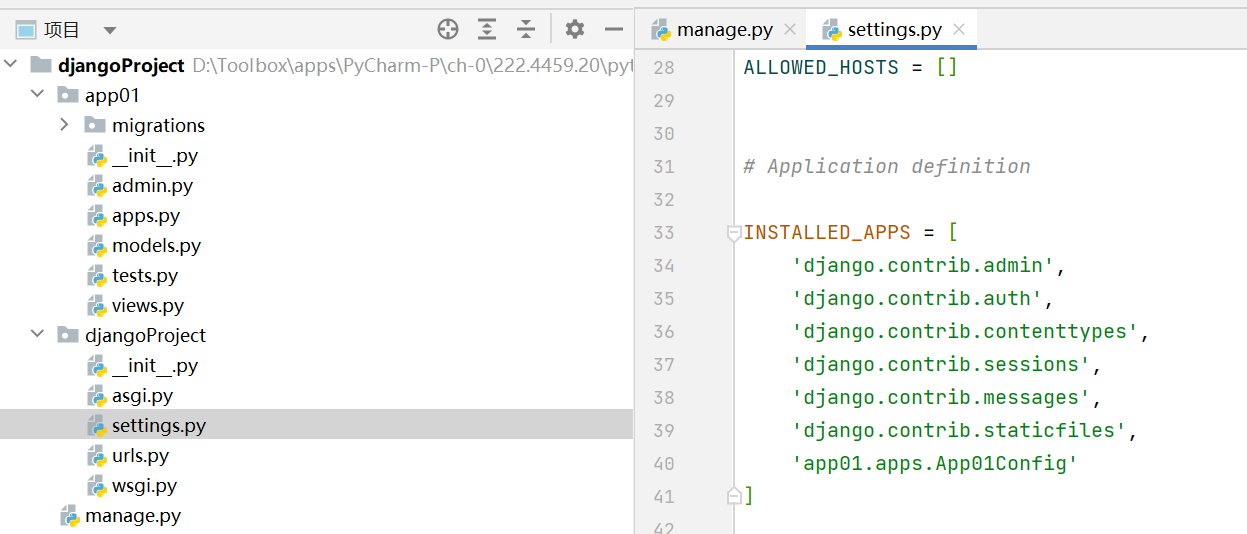 项目
djangoProject D:\Toolbox\apps\PyCharm-P\ch-0\222.4459.20\pyt
app01
migrations
__init__.py
admin.py
apps.py
models.py
tests.py
views.py
djangoProject
__init__.py
asgi.py
settings.py
urls.py
wsgi.py
manage.py
manage.py settings.py
28 ALLOWED_HOSTS = []
29
30
31 # Application definition
32
33 INSTALLED_APPS = [
34     'django.contrib.admin',
35     'django.contrib.auth',
36     'django.contrib.contenttypes',
37     'django.contrib.sessions',
38     'django.contrib.messages',
39     'django.contrib.staticfiles',
40     'app01.apps.App01Config'
41 ]
42